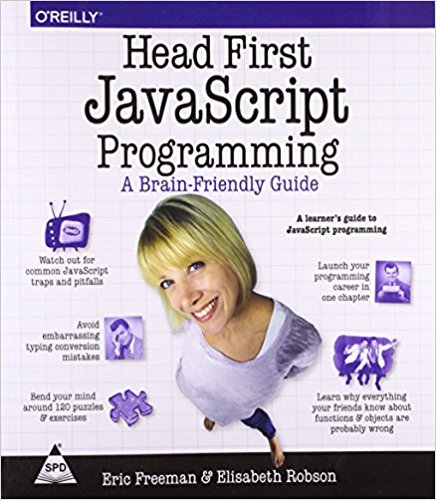 O'REILLY®
Head First
JavaScript
Programming
A Brain-Friendly Guide
A learner's guide to
JavaScript programming
Watch out for
common JavaScript
traps and pitfalls
Launch your
programming
career in
one chapter
Avoid
embarrassing
typing conversion
mistakes
Bend your mind
around 120 puzzles
& exercises
Learn why everything
your friends know about
functions & objects are
probably wrong
SPD
Eric Freeman & Elisabeth Robson